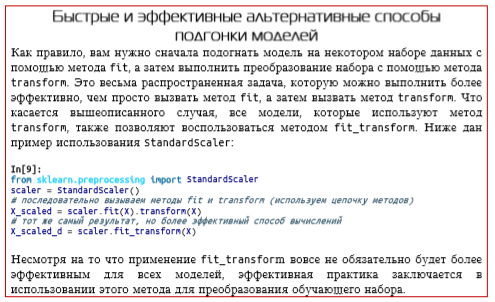 Быстрые и эффективные альтернативные способы
подгонки моделей
Как правило, вам нужно сначала подогнать модель на некотором наборе данных с
помощью метода fit, а затем выполнить преобразование набора с помощью метода
transform. Это весьма распространенная задача, которую можно выполнить более
эффективно, чем просто вызвать метод fit, а затем вызвать метод transform. Что
касается вышеописанного случая, все модели, которые используют метод
transform, также позволяют воспользоваться методом fit_transform. Ниже дан
пример использования StandardScaler:
In[9]:
from sklearn.preprocessing import StandardScaler
scaler = StandardScaler()
# последовательно вызываем методы fit и transform (используем цепочку методов)
X_scaled = scaler.fit(X).transform(X)
# тот же самый результат, но более эффективный способ вычислений
X_scaled_d = scaler.fit_transform(X)
Несмотря на то что применение fit_transform вовсе не обязательно будет более
эффективным для всех моделей, эффективная практика заключается в
использовании этого метода для преобразования обучающего набора.